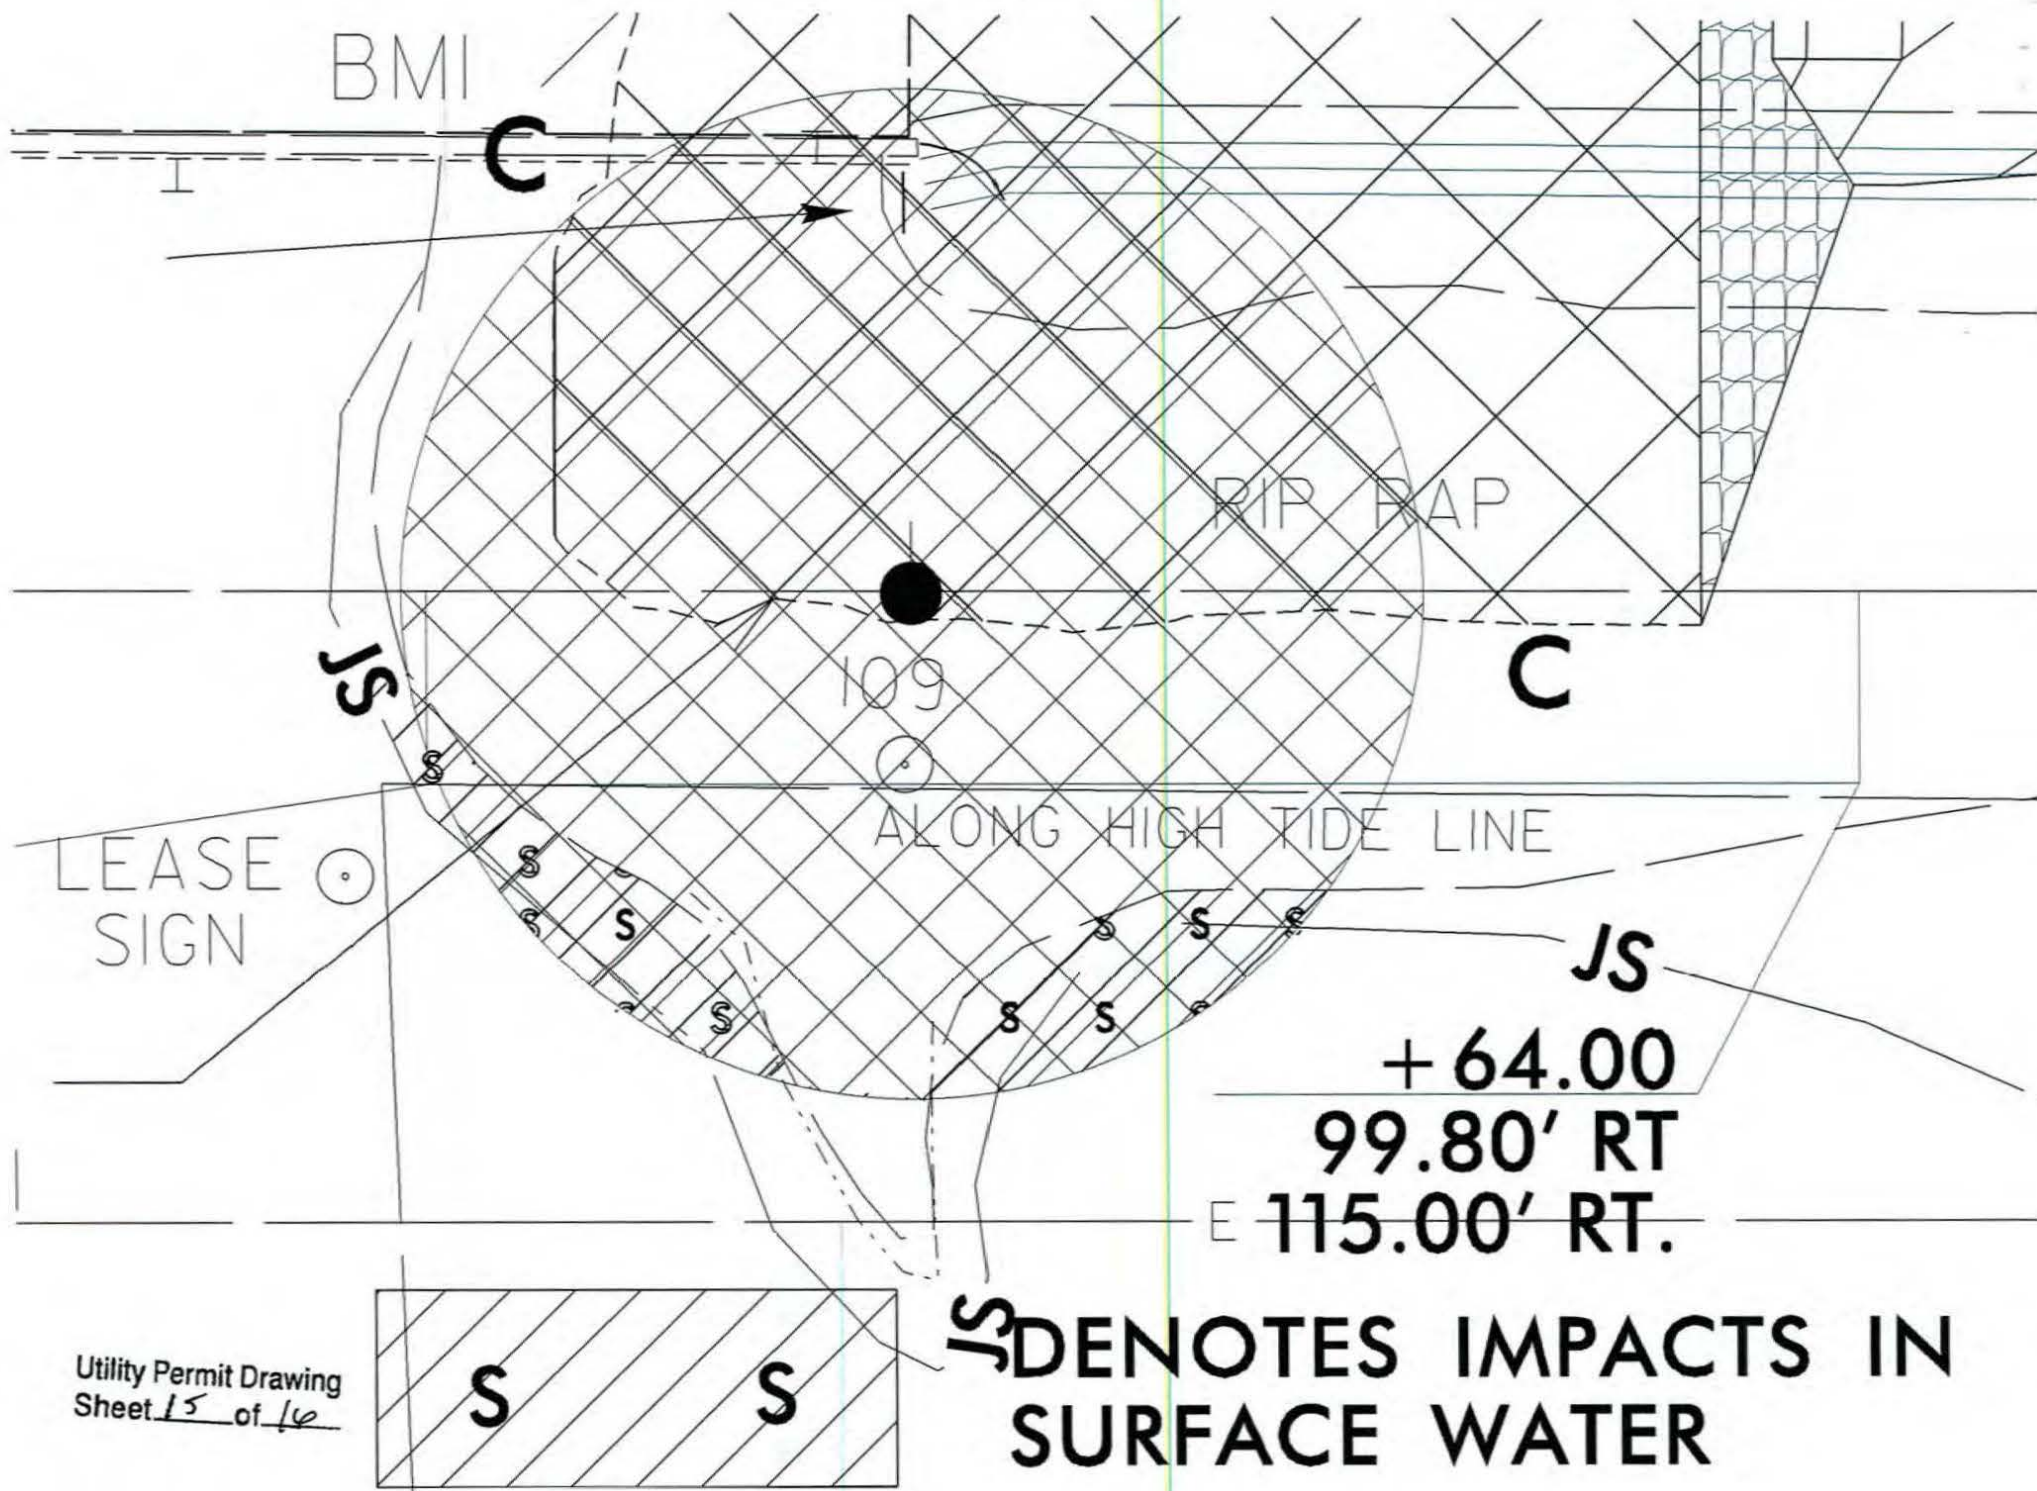 BMI
C
RIP RAP
JS
109
C
ALONG HIGH TIDE LINE
LEASE
SIGN
S
S
S
S
S
S
S
S
S
S
S
S
S
JS
+64.00
99.80' RT
E 115.00' RT.
JS
S S
DENOTES IMPACTS IN
SURFACE WATER
Utility Permit Drawing
Sheet 15 of 16